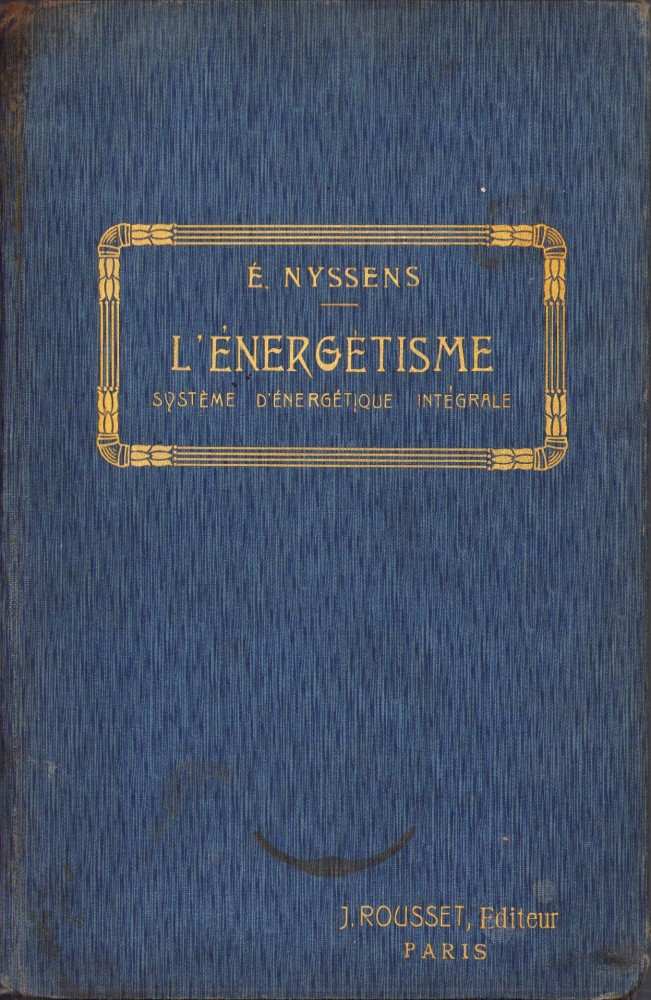 É. NYSSENS
L'ÉNERGÉTISME
SYSTÈME D'ÉNERGÉTIQUE INTÉGRALE
J. ROUSSET, Editeur
PARIS